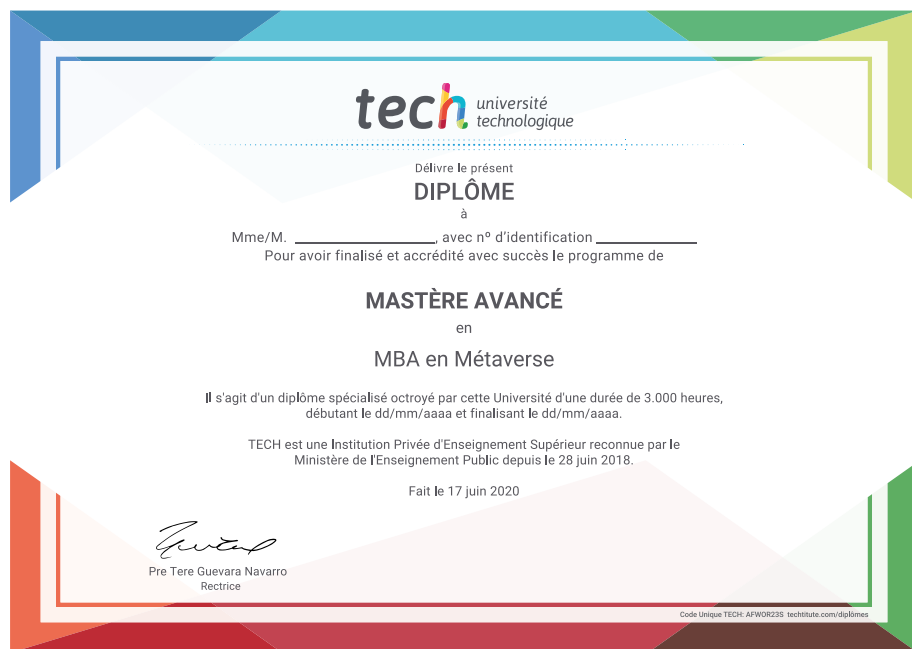 tech université
technologique
Délivre le présent
DIPLÔME
à
Mme/M. ____________________, avec nº d'identification ______________
Pour avoir finalisé et accrédité avec succès le programme de
MASTÈRE AVANCÉ
en
MBA en Métaverse
Il s'agit d'un diplôme spécialisé octroyé par cette Université d'une durée de 3.000 heures,
débutant le dd/mm/aaaa et finalisant le dd/mm/aaaa.
TECH est une Institution Privée d'Enseignement Supérieur reconnue par le
Ministère de l'Enseignement Public depuis le 28 juin 2018.
Fait le 17 juin 2020
Pre Tere Guevara Navarro
Rectrice
Code Unique TECH: AFWOR23S techtitute.com/diplômes